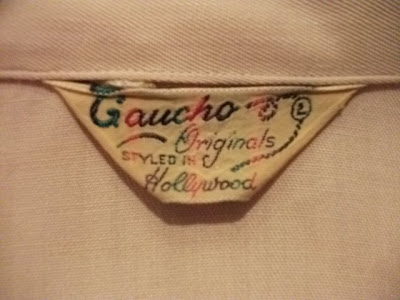 Gaucho L
Originals
STYLED IN
Hollywood